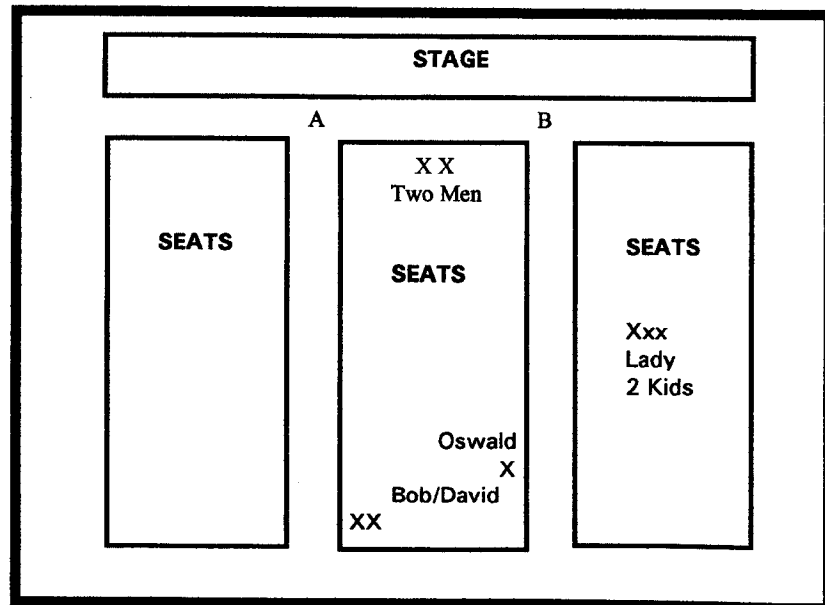 STAGE
A
B
X X
Two Men
SEATS
SEATS
SEATS
Xxx
Lady
2 Kids
Oswald
X
Bob/David
XX